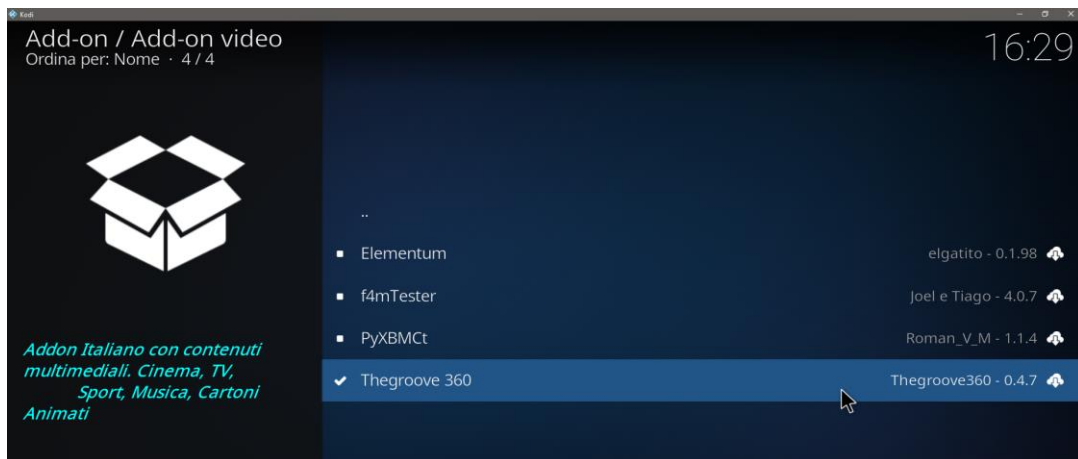 Kodi
Add-on / Add-on video
Ordina per: Nome · 4 / 4
16:29
..
Elementum
elgatito - 0.1.98
f4mTester
Joel e Tiago - 4.0.7
PyXBMCt
Roman_V_M - 1.1.4
Thegroove 360
Thegroove360 - 0.4.7
Addon Italiano con contenuti
multimediali. Cinema, TV,
Sport, Musica, Cartoni
Animati